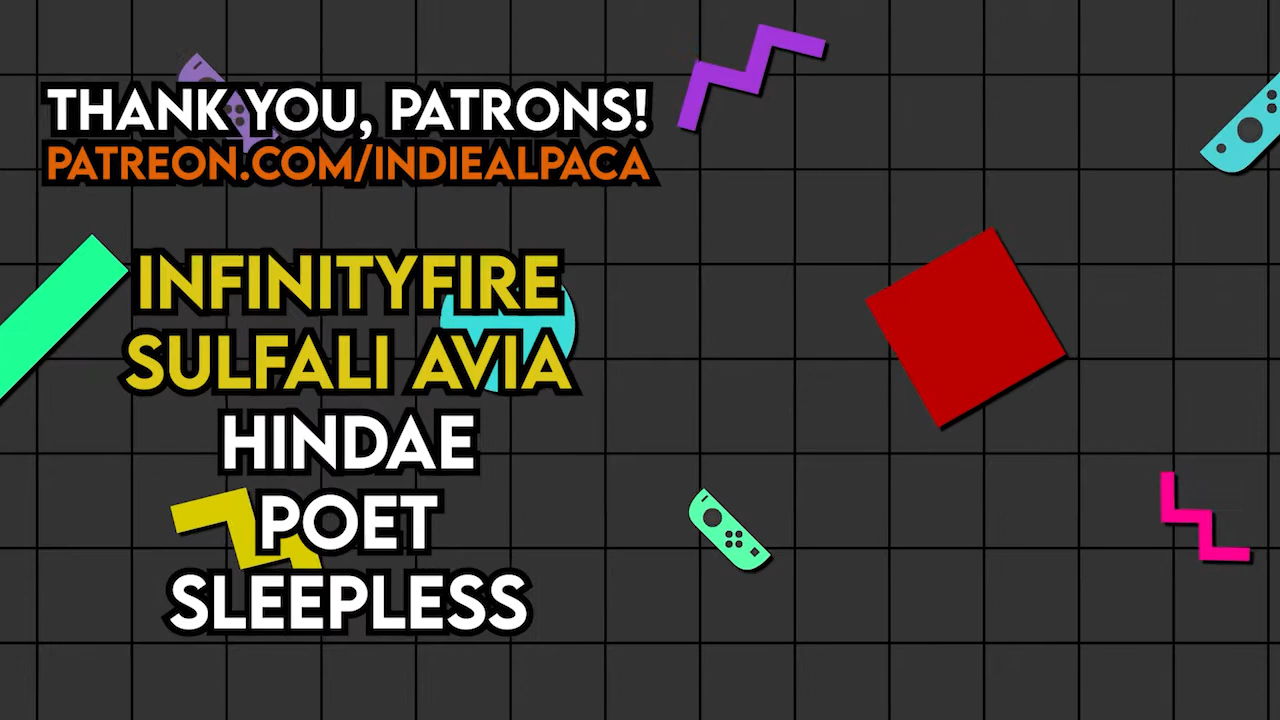 THANK YOU, PATRONS!
PATREON.COM/INDIEALPACA
INFINITYFIRE
SULFALI AVIA
HINDAE
POET
SLEEPLESS